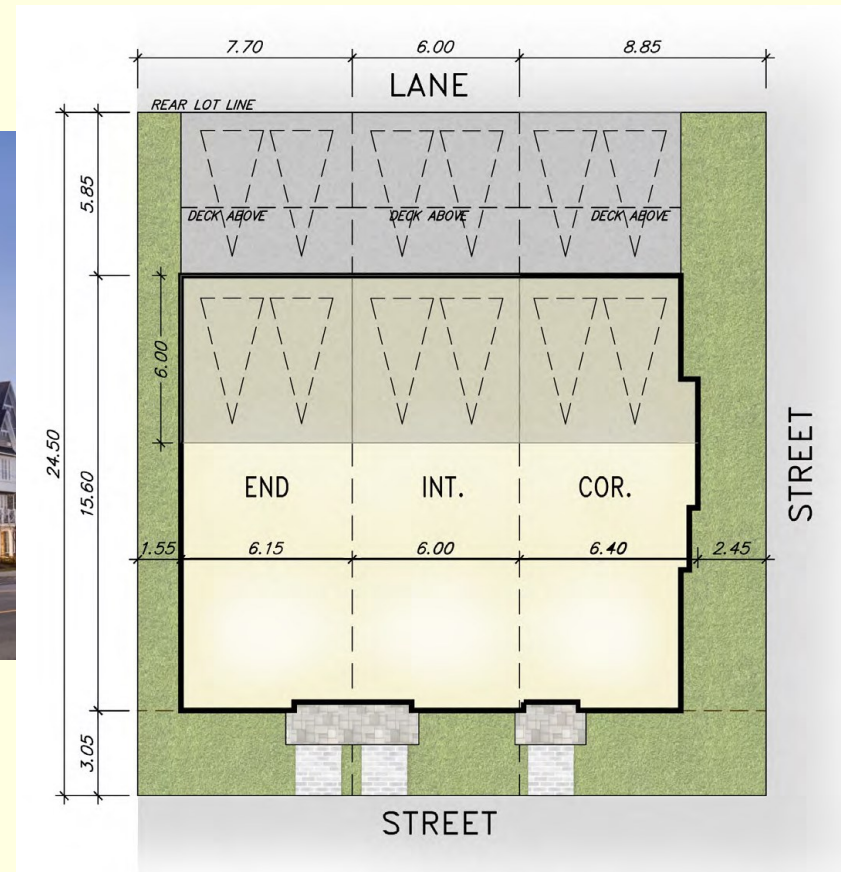 7.70 6.00 8.85
LANE
REAR LOT LINE
5.85
DECK ABOVE DECK ABOVE DECK ABOVE
6.00
24.50
15.60
END INT. COR.
STREET
1.55 6.15 6.00 6.40 2.45
3.05
STREET